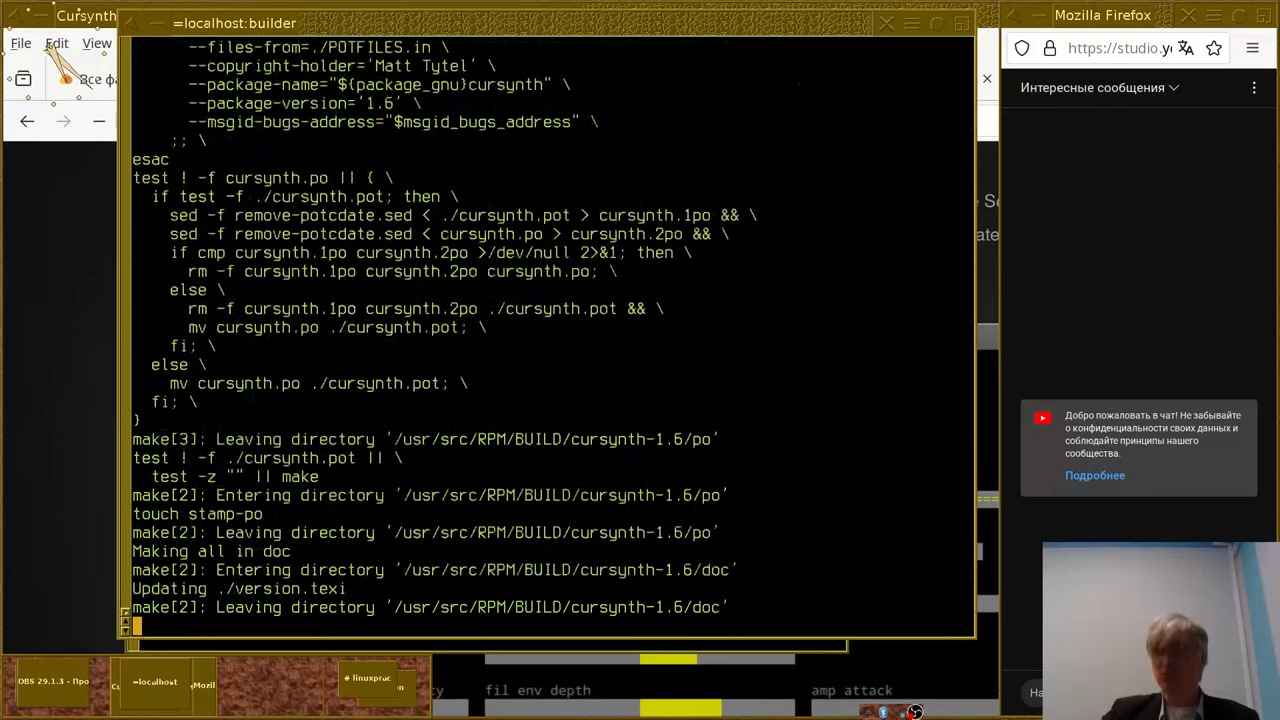 Cursynth
=localhost:builder
Mozilla Firefox
File Edit View
https://studio.y
Все фа
Интересные сообщения
--files-from=./POTFILES.in \
--copyright-holder='Matt Tytel' \
--package-name="${package_gnu}cursynth" \
--package-version='1.6' \
--msgid-bugs-address="$msgid_bugs_address" \
;; \
esac
test ! -f cursynth.po || { \
if test -f ./cursynth.pot; then \
sed -f remove-potcdate.sed < ./cursynth.pot > cursynth.1po && \
sed -f remove-potcdate.sed < cursynth.po > cursynth.2po && \
if cmp cursynth.1po cursynth.2po >/dev/null 2>&1; then \
rm -f cursynth.1po cursynth.2po cursynth.po; \
else \
rm -f cursynth.1po cursynth.2po ./cursynth.pot && \
mv cursynth.po ./cursynth.pot; \
fi; \
else \
mv cursynth.po ./cursynth.pot; \
fi; \
}
make[3]: Leaving directory '/usr/src/RPM/BUILD/cursynth-1.6/po'
test ! -f ./cursynth.pot || \
test -z "" || make
make[2]: Entering directory '/usr/src/RPM/BUILD/cursynth-1.6/po'
touch stamp-po
make[2]: Leaving directory '/usr/src/RPM/BUILD/cursynth-1.6/po'
Making all in doc
make[2]: Entering directory '/usr/src/RPM/BUILD/cursynth-1.6/doc'
Updating ./version.texi
make[2]: Leaving directory '/usr/src/RPM/BUILD/cursynth-1.6/doc'
Добро пожаловать в чат! Не забывайте
о конфиденциальности своих данных и
соблюдайте принципы нашего
сообщества.
Подробнее
На
fil env depth
amp attack
OBS 29.1.3 - Про
=localhost
# linuxprac